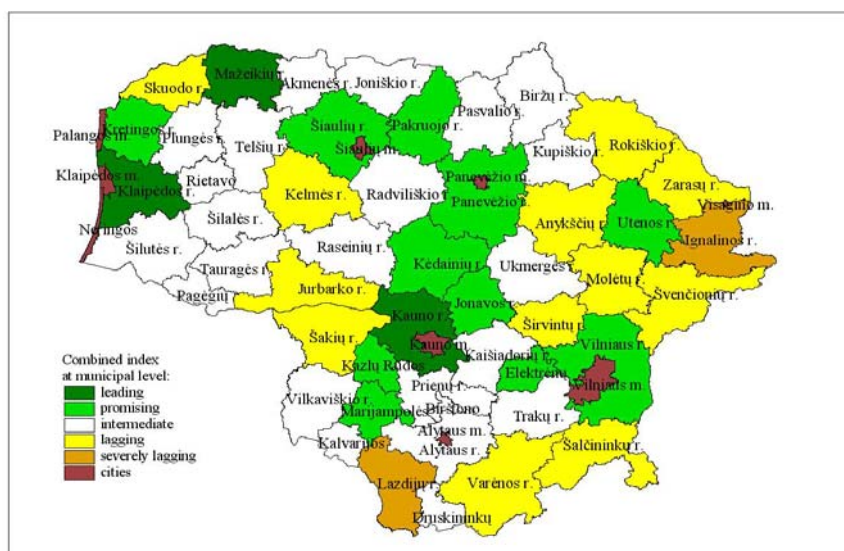 Mažeikių r.
Akmenės r.
Joniškio r.
Skuodo r.
Biržų r.
Pasvalio r.
Palangos m.
Kretingos r.
Plungės r.
Telšių r.
Šiaulių r.
Šiaulių m.
Pakruojo r.
Rokiškio r.
Kupiškio r.
Klaipėdos m.
Klaipėdos r.
Rietavo
Kelmės r.
Radviliškio r.
Panevėžio m.
Panevėžio r.
Zarasų r.
Visagino m.
Anykščių r.
Utenos r.
Ignalinos r.
Neringos
Šilalės r.
Šilutės r.
Raseinių r.
Kėdainių r.
Ukmergės r.
Tauragės r.
Molėtų r.
Pagėgių
Jurbarko r.
Jonavos r.
Švenčionių r.
Kauno r.
Širvintų r.
Šakių r.
Kauno m.
Kaišiadorių r.
Vilniaus r.
Kazlų Rūdos
Elektrėnų
Vilniaus m.
Prienų r.
Vilkaviškio r.
Marijampolės
Birštono
Trakų r.
Kalvarijos
Alytaus m.
Alytaus r.
Šalčininkų r.
Lazdijų r.
Varėnos r.
Druskininkų
Combined index
at municipal level:
leading
promising
intermediate
lagging
severely lagging
cities